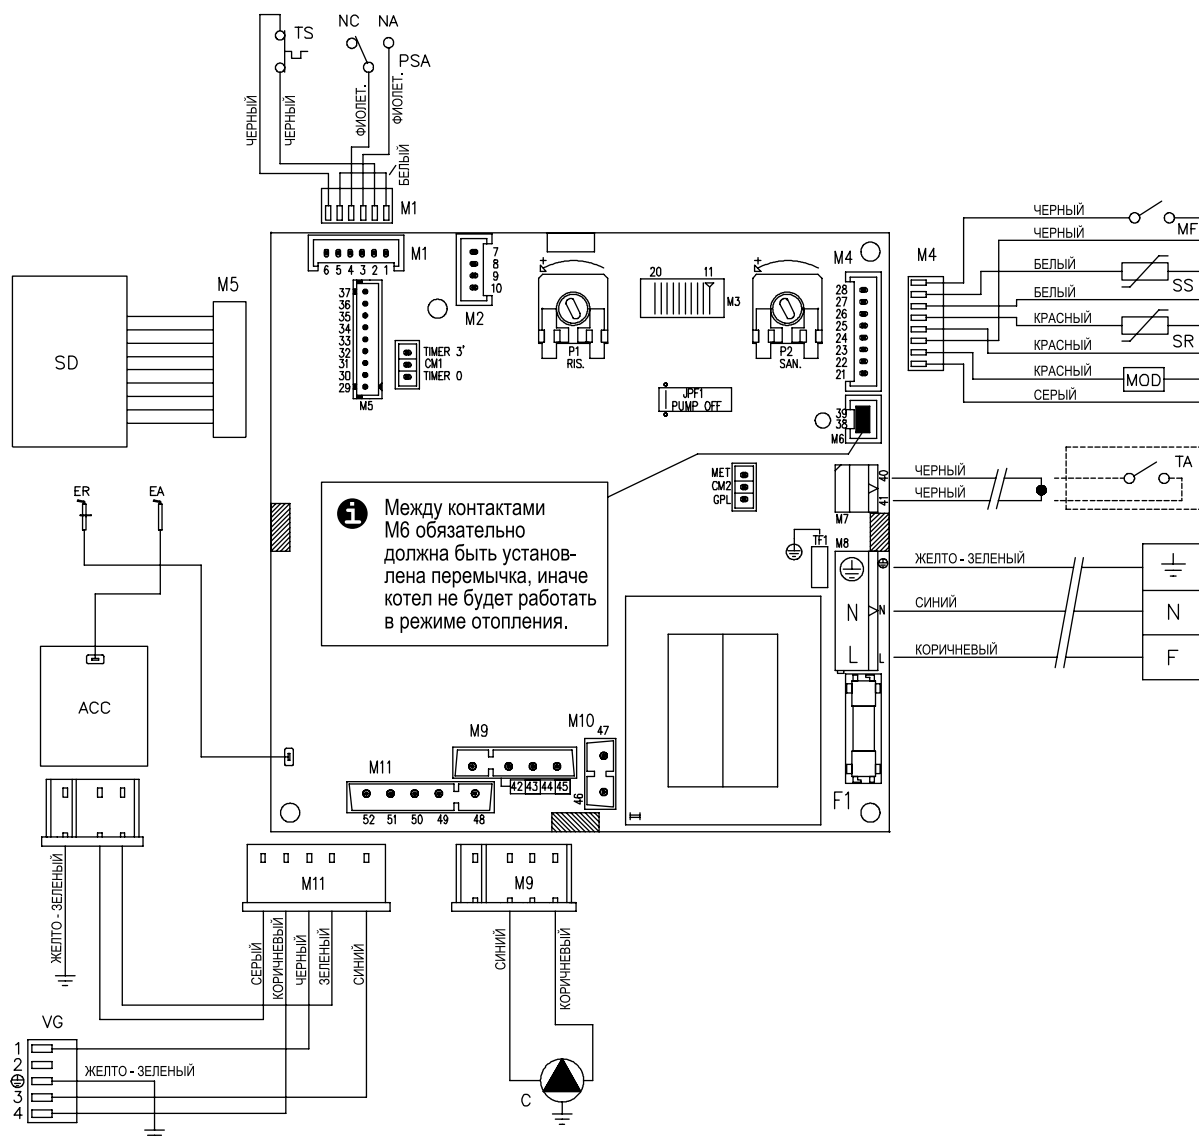 TS
NC
NA
PSA
ЧЕРНЫЙ
ЧЕРНЫЙ
ФИОЛЕТ.
ФИОЛЕТ.
БЕЛЫЙ
M1
M1
6 5 4 3 2 1
7
8
9
10
M2
20
11
M3
M4
28
27
26
25
24
23
22
21
M4
ЧЕРНЫЙ
MF
ЧЕРНЫЙ
БЕЛЫЙ
SS
БЕЛЫЙ
КРАСНЫЙ
SR
КРАСНЫЙ
КРАСНЫЙ
MOD
СЕРЫЙ
SD
M5
37
36
35
34
33
32
31
30
29
M5
TIMER 3'
CM1
TIMER 0
+
P1
RIS.
+
P2
SAN.
JPF1
PUMP OFF
39
38
M6
MET
CM2
GPL
40
41
M7
ЧЕРНЫЙ
ЧЕРНЫЙ
TA
ER
EA
i
Между контактами
M6 обязательно
должна быть установ-
лена перемычка, иначе
котел не будет работать
в режиме отопления.
TF1
M8
N
L
N
L
ЖЕЛТО - ЗЕЛЕНЫЙ
СИНИЙ
N
КОРИЧНЕВЫЙ
F
ACC
F1
M9
42 43 44 45
M10
47
46
M11
52 51 50 49 48
M11
M9
ЖЕЛТО - ЗЕЛЕНЫЙ
СЕРЫЙ
КОРИЧНЕВЫЙ
ЧЕРНЫЙ
ЗЕЛЕНЫЙ
СИНИЙ
СИНИЙ
КОРИЧНЕВЫЙ
VG
1
2
3
4
ЖЕЛТО - ЗЕЛЕНЫЙ
C